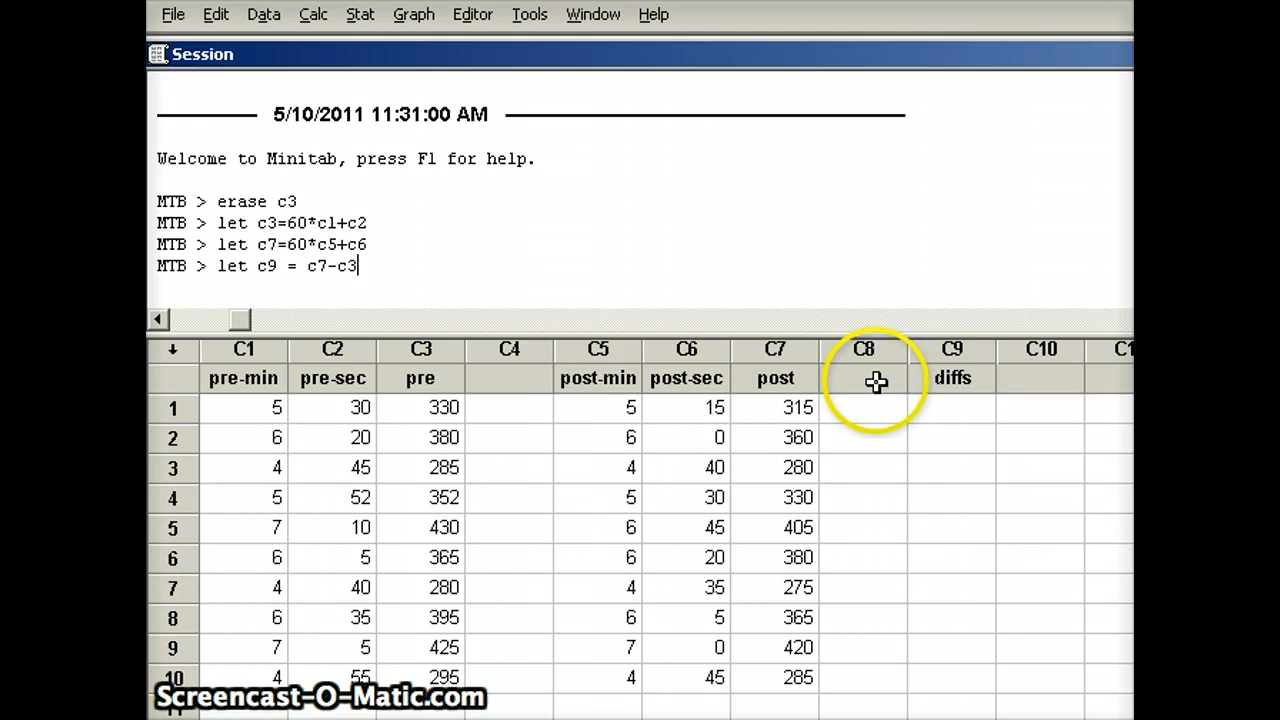 File Edit Data Calc Stat Graph Editor Tools Window Help
Session
5/10/2011 11:31:00 AM
Welcome to Minitab, press F1 for help.
MTB > erase c3
MTB > let c3=60*c1+c2
MTB > let c7=60*c5+c6
MTB > let c9 = c7-c3
C1 C2 C3 C4 C5 C6 C7 C8 C9 C10
pre-min pre-sec pre post-min post-sec post diffs
1 5 30 330 5 15 315
2 6 20 380 6 0 360
3 4 45 285 4 40 280
4 5 52 352 5 30 330
5 7 10 430 6 45 405
6 6 5 365 6 20 380
7 4 40 280 4 35 275
8 6 35 395 6 5 365
9 7 5 425 7 0 420
10 4 55 295 4 45 285
Screencast-O-Matic.com